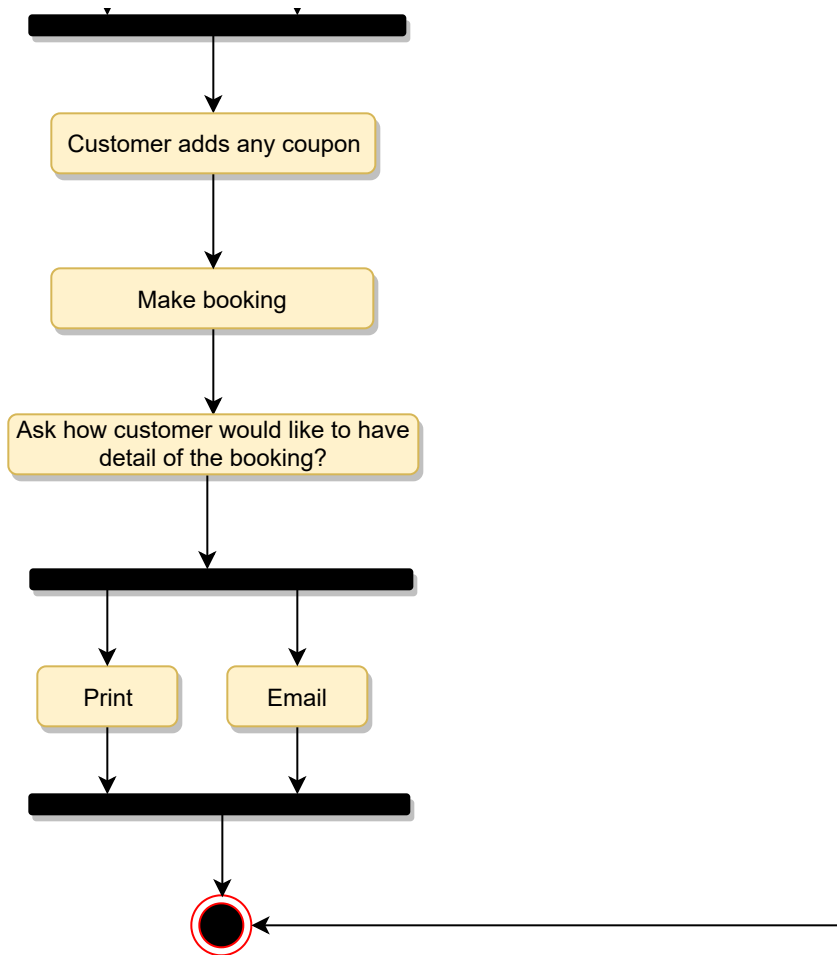 Customer adds any coupon
Make booking
Ask how customer would like to have
detail of the booking?
Print
Email